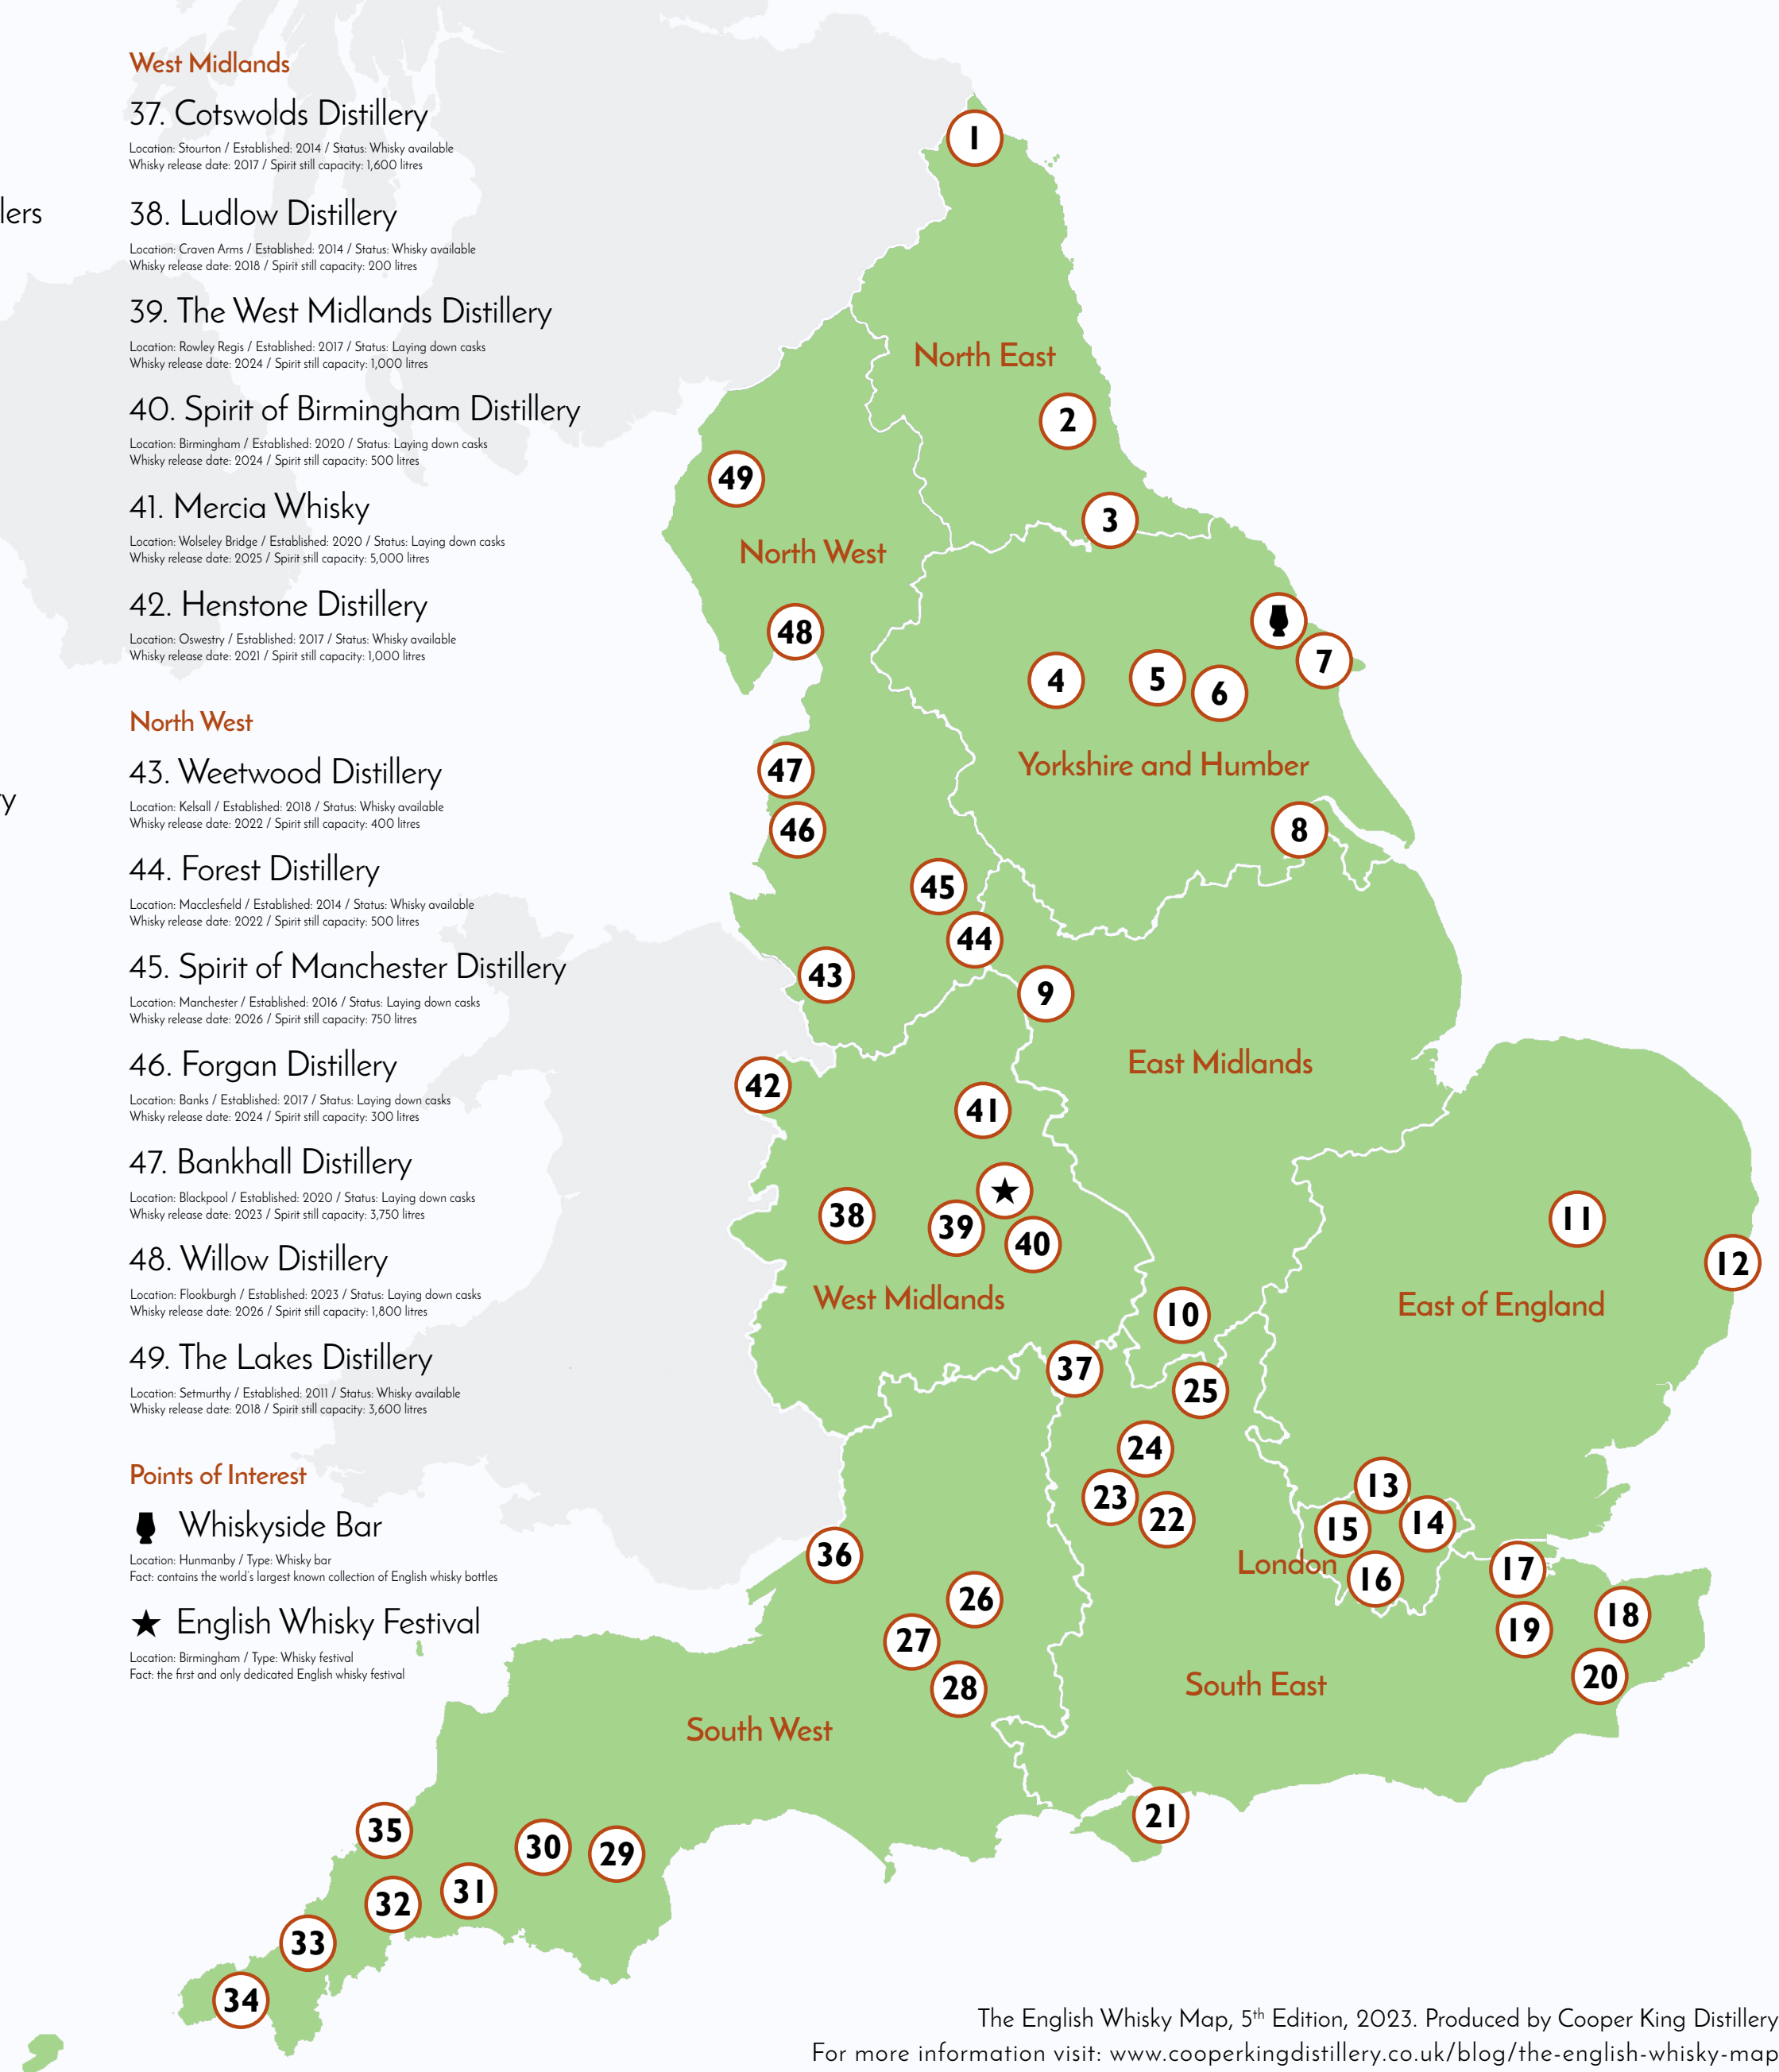 lers
ry
West Midlands
37. Cotswolds Distillery
Location: Stourton / Established: 2014 / Status: Whisky available
Whisky release date: 2017 / Spirit still capacity: 1,600 litres
38. Ludlow Distillery
Location: Craven Arms / Established: 2014 / Status: Whisky available
Whisky release date: 2018 / Spirit still capacity: 200 litres
39. The West Midlands Distillery
Location: Rowley Regis / Established: 2017 / Status: Laying down casks
Whisky release date: 2024 / Spirit still capacity: 1,000 litres
40. Spirit of Birmingham Distillery
Location: Birmingham / Established: 2020 / Status: Laying down casks
Whisky release date: 2024 / Spirit still capacity: 500 litres
41. Mercia Whisky
Location: Wolseley Bridge / Established: 2020 / Status: Laying down casks
Whisky release date: 2025 / Spirit still capacity: 5,000 litres
42. Henstone Distillery
Location: Oswestry / Established: 2017 / Status: Whisky available
Whisky release date: 2021 / Spirit still capacity: 1,000 litres
North West
43. Weetwood Distillery
Location: Kelsall / Established: 2018 / Status: Whisky available
Whisky release date: 2022 / Spirit still capacity: 400 litres
44. Forest Distillery
Location: Macclesfield / Established: 2014 / Status: Whisky available
Whisky release date: 2022 / Spirit still capacity: 500 litres
45. Spirit of Manchester Distillery
Location: Manchester / Established: 2016 / Status: Laying down casks
Whisky release date: 2026 / Spirit still capacity: 750 litres
46. Forgan Distillery
Location: Banks / Established: 2017 / Status: Laying down casks
Whisky release date: 2024 / Spirit still capacity: 300 litres
47. Bankhall Distillery
Location: Blackpool / Established: 2020 / Status: Laying down casks
Whisky release date: 2023 / Spirit still capacity: 3,750 litres
48. Willow Distillery
Location: Flookburgh / Established: 2023 / Status: Laying down casks
Whisky release date: 2026 / Spirit still capacity: 1,800 litres
49. The Lakes Distillery
Location: Setmurthy / Established: 2011 / Status: Whisky available
Whisky release date: 2018 / Spirit still capacity: 3,600 litres
Points of Interest
Whiskyside Bar
Location: Hunmanby / Type: Whisky bar
Fact: contains the world's largest known collection of English whisky bottles
English Whisky Festival
Location: Birmingham / Type: Whisky festival
Fact: the first and only dedicated English whisky festival
1
North East
2
49
3
North West
48
7
4
5
6
Yorkshire and Humber
47
46
8
45
44
43
9
East Midlands
42
41
38
39
40
11
12
West Midlands
10
East of England
37
25
24
13
23
22
15
14
London
16
36
17
26
18
27
19
28
20
South East
South West
21
35
30
29
31
32
33
34
The English Whisky Map, 5th Edition, 2023. Produced by Cooper King Distillery
For more information visit: www.cooperkingdistillery.co.uk/blog/the-english-whisky-map